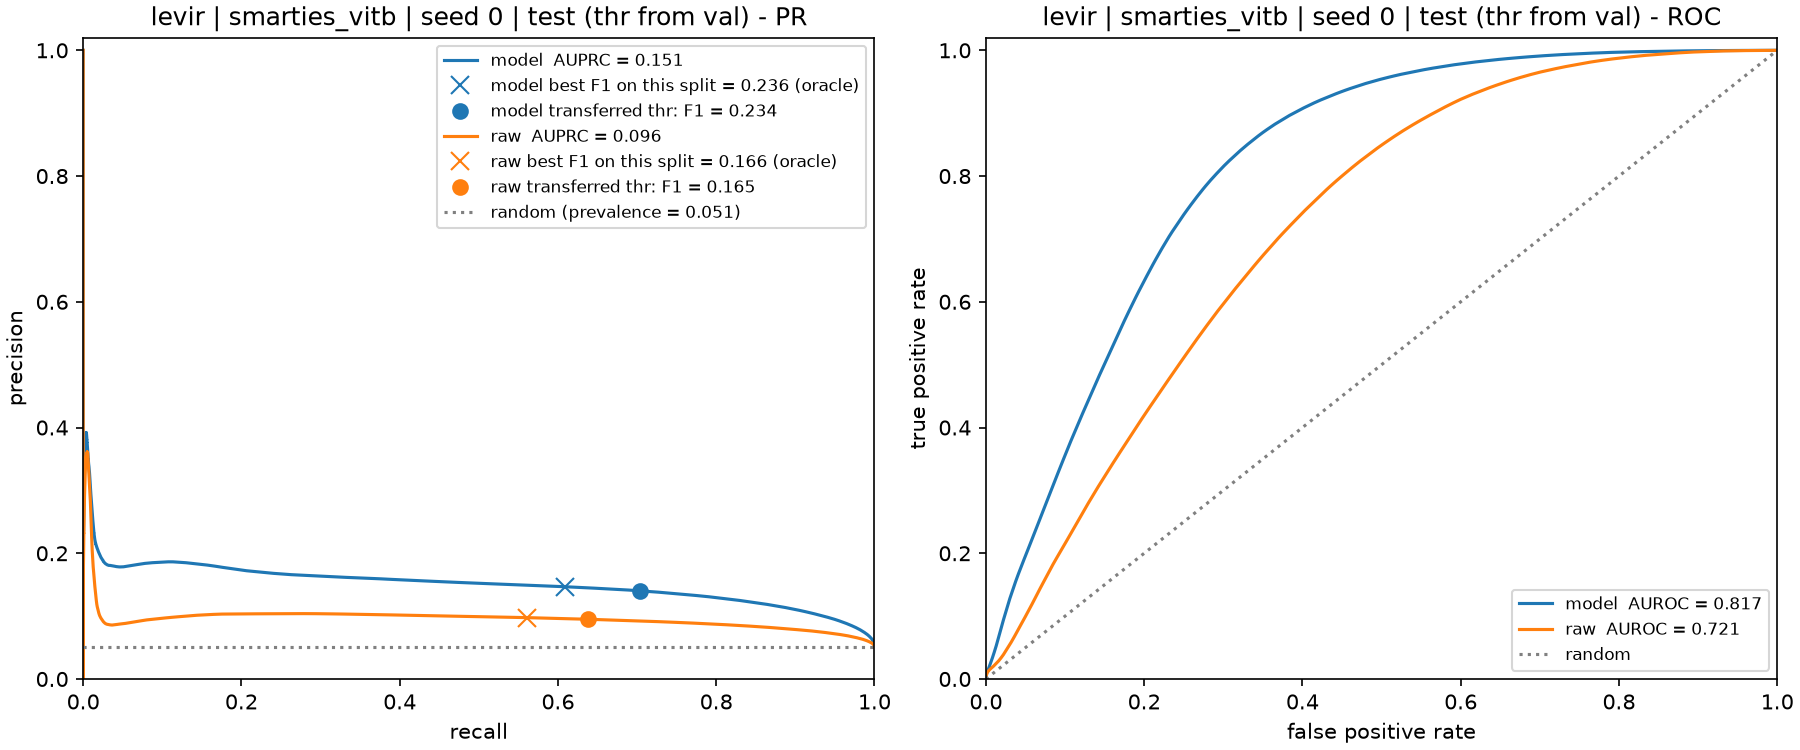 levir | smarties_vitb | seed 0 | test (thr from val) - PR
1.0
0.8
0.6
0.4
0.2
0.0
precision
0.0 0.2 0.4 0.6 0.8 1.0
recall
model AUPRC = 0.151
model best F1 on this split = 0.236 (oracle)
model transferred thr: F1 = 0.234
raw AUPRC = 0.096
raw best F1 on this split = 0.166 (oracle)
raw transferred thr: F1 = 0.165
random (prevalence = 0.051)
levir | smarties_vitb | seed 0 | test (thr from val) - ROC
1.0
0.8
0.6
0.4
0.2
0.0
true positive rate
0.0 0.2 0.4 0.6 0.8 1.0
false positive rate
model AUROC = 0.817
raw AUROC = 0.721
random